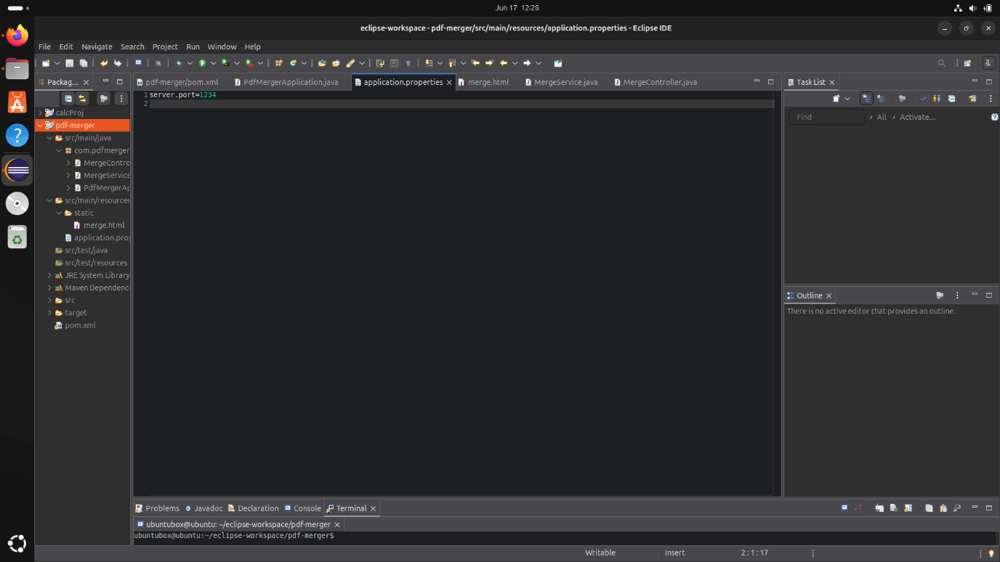 Jun 17 12:28
eclipse-workspace - pdf-merger/src/main/resources/application.properties - Eclipse IDE
File Edit Navigate Search Project Run Window Help
Packag...
pdf-merger/pom.xml
PdfMergerApplication.java
application.properties
merge.html
MergeService.java
MergeController.java
Task List
1 server.port=1234
2
calcProj
pdf-merger
src/main/java
com.pdfmerger
MergeContro
MergeService
PdfMergerAp
src/main/resources
static
merge.html
application.prop
src/test/java
src/test/resources
JRE System Library
Maven Dependenci
src
target
pom.xml
Find
All
Activate...
Outline
There is no active editor that provides an outline.
Problems
Javadoc
Declaration
Console
Terminal
ubuntubox@ubuntu: ~/eclipse-workspace/pdf-merger
ubuntubox@ubuntu:~/eclipse-workspace/pdf-merger$
Writable
Insert
2 : 1 : 17